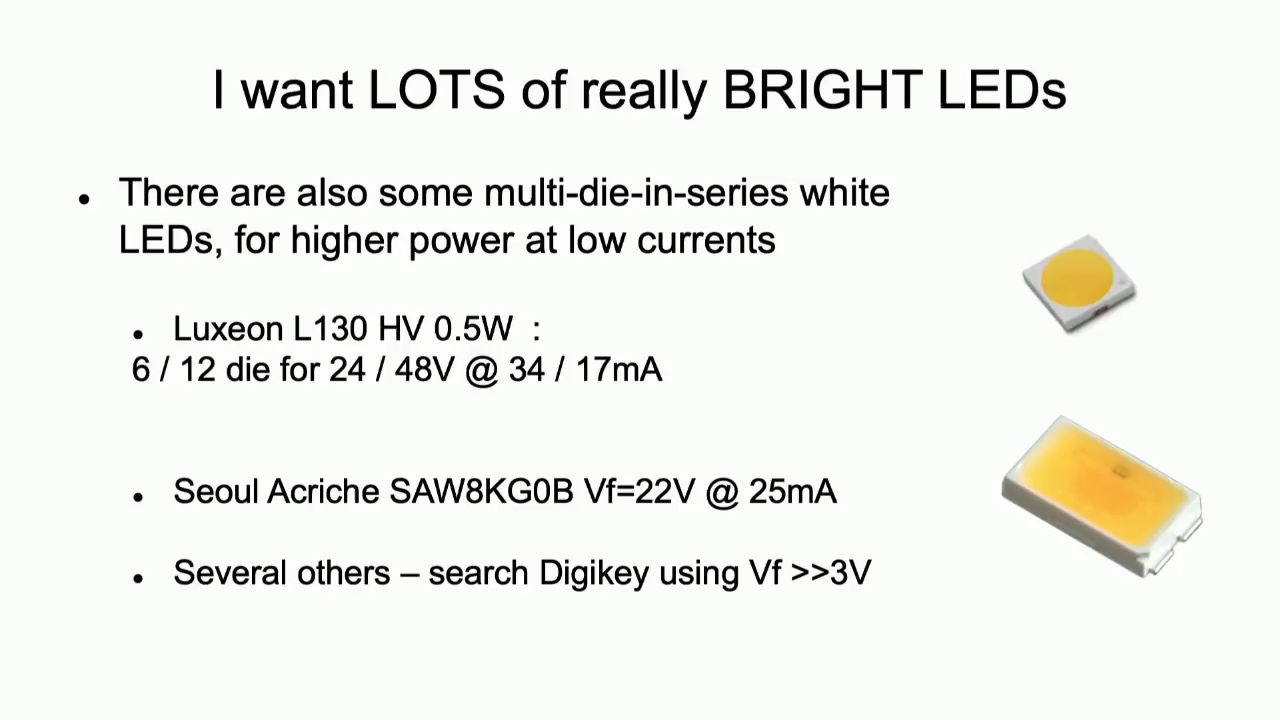 I want LOTS of really BRIGHT LEDs
• There are also some multi-die-in-series white
LEDs, for higher power at low currents
• Luxeon L130 HV 0.5W :
6 / 12 die for 24 / 48V @ 34 / 17mA
• Seoul Acriche SAW8KG0B Vf=22V @ 25mA
• Several others – search Digikey using Vf >>3V